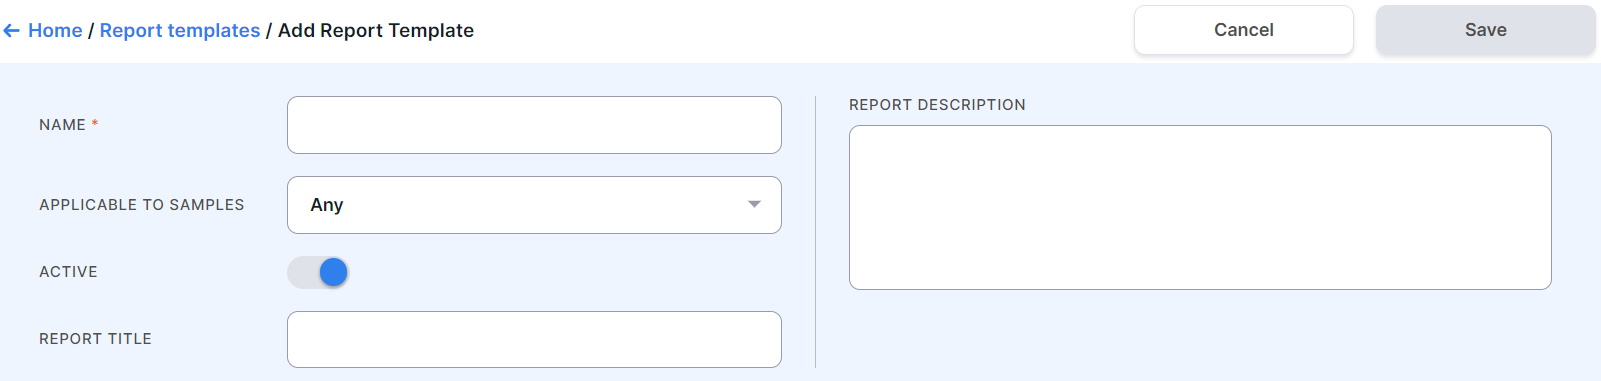 ← Home / Report templates / Add Report Template
Cancel
Save
NAME *
APPLICABLE TO SAMPLES
Any
ACTIVE
REPORT TITLE
REPORT DESCRIPTION